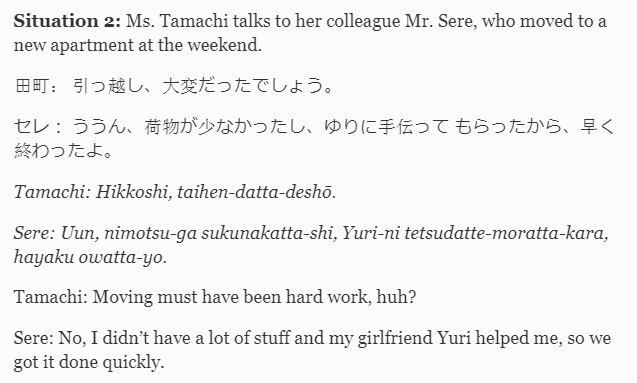 Situation 2: Ms. Tamachi talks to her colleague Mr. Sere, who moved to a
new apartment at the weekend.
田町： 引っ越し、大変だったでしょう。
セレ： ううん、荷物が少なかったし、ゆりに手伝って もらったから、早く
終わったよ。
Tamachi: Hikkoshi, taihen-datta-deshō.
Sere: Uun, nimotsu-ga sukunakatta-shi, Yuri-ni tetsudatte-moratta-kara,
hayaku owatta-yo.
Tamachi: Moving must have been hard work, huh?
Sere: No, I didn’t have a lot of stuff and my girlfriend Yuri helped me, so we
got it done quickly.